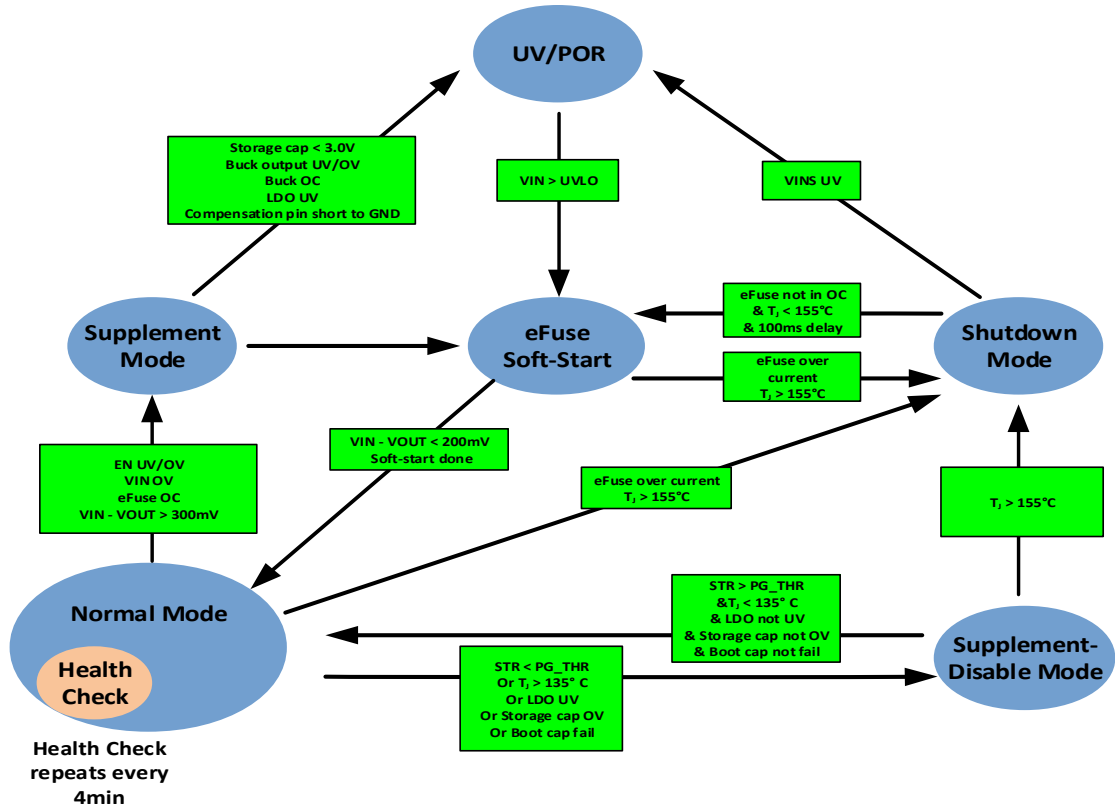 UV/POR
Storage cap < 3.0V
Buck output UV/OV
Buck OC
LDO UV
Compensation pin short to GND
VIN > UVLO
VINS UV
Supplement
Mode
eFuse
Soft-Start
eFuse not in OC
& TJ < 155°C
& 100ms delay
Shutdown
Mode
eFuse over
current
TJ > 155°C
EN UV/OV
VIN OV
eFuse OC
VIN - VOUT > 300mV
VIN - VOUT < 200mV
Soft-start done
eFuse over current
TJ > 155°C
TJ > 155°C
Normal Mode
Health
Check
STR > PG_THR
&TJ < 135° C
& LDO not UV
& Storage cap not OV
& Boot cap not fail
STR < PG_THR
Or TJ > 135° C
Or LDO UV
Or Storage cap OV
Or Boot cap fail
Supplement-
Disable Mode
Health Check
repeats every
4min